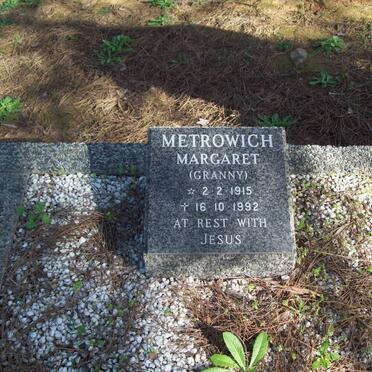 METROWICH
MARGARET
(GRANNY)
☆ 2·2·1915
✝ 16·10·1992
AT REST WITH
JESUS